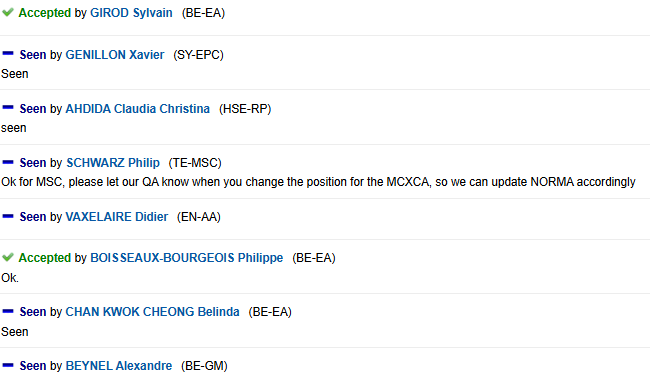 Accepted by GIROD Sylvain (BE-EA)
Seen by GENILLON Xavier (SY-EPC)
Seen
Seen by AHDIDA Claudia Christina (HSE-RP)
seen
Seen by SCHWARZ Philip (TE-MSC)
Ok for MSC, please let our QA know when you change the position for the MCXCA, so we can update NORMA accordingly
Seen by VAXELAIRE Didier (EN-AA)
Accepted by BOISSEAUX-BOURGEOIS Philippe (BE-EA)
Ok.
Seen by CHAN KWOK CHEONG Belinda (BE-EA)
Seen
Seen by BEYNEL Alexandre (BE-GM)